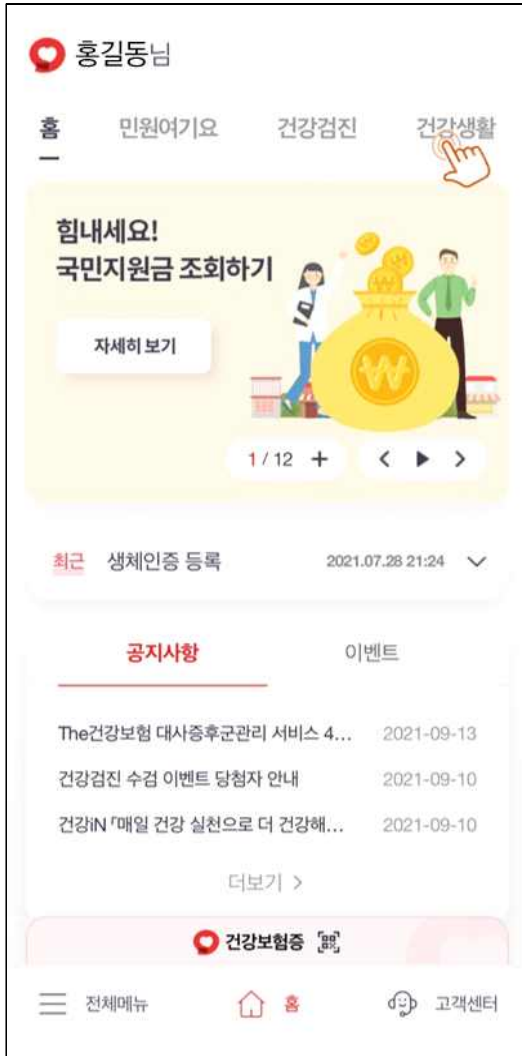 홍길동님
홈 민원여기요 건강검진 건강생활
힘내세요!
국민지원금 조회하기
자세히 보기
1 / 12 +
최근 생체인증 등록 2021.07.28 21:24
공지사항 이벤트
The건강보험 대사증후군관리 서비스 4... 2021-09-13
건강검진 수검 이벤트 당첨자 안내 2021-09-10
건강iN 「매일 건강 실천으로 더 건강해... 2021-09-10
더보기 >
건강보험증
전체메뉴 홈 고객센터